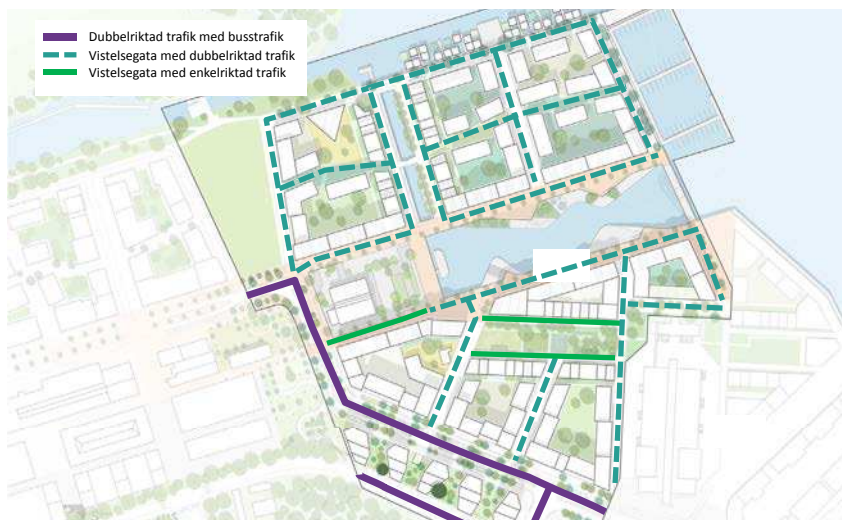 Dubbelriktad trafik med busstrafik
Vistelsegata med dubbelriktad trafik
Vistelsegata med enkelriktad trafik